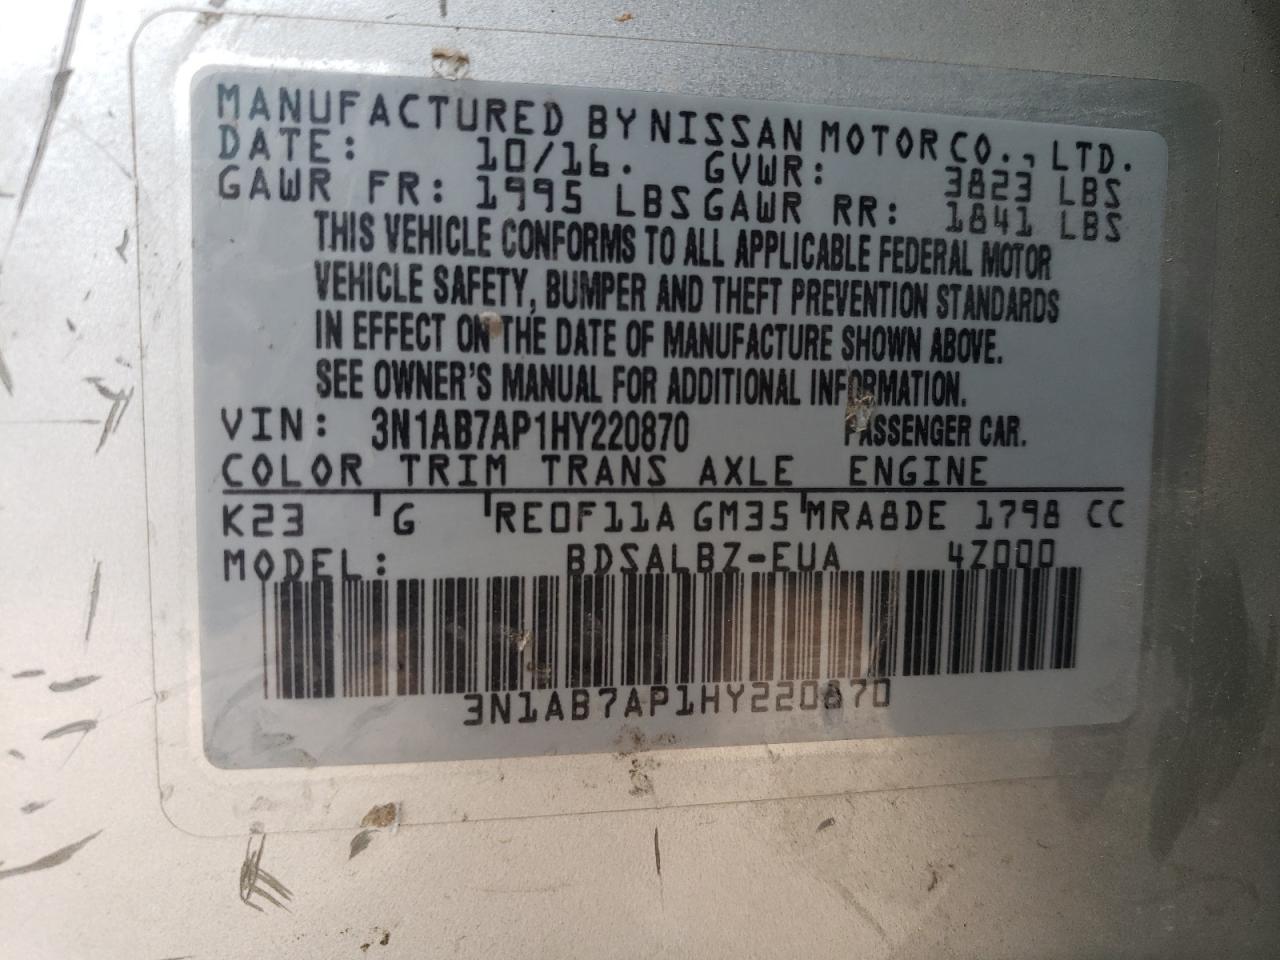 MANUFACTURED BY NISSAN MOTOR CO., LTD.
DATE: 10/16. GVWR: 3823 LBS
GAWR FR: 1995 LBS GAWR RR: 1841 LBS
THIS VEHICLE CONFORMS TO ALL APPLICABLE FEDERAL MOTOR
VEHICLE SAFETY, BUMPER AND THEFT PREVENTION STANDARDS
IN EFFECT ON THE DATE OF MANUFACTURE SHOWN ABOVE.
SEE OWNER'S MANUAL FOR ADDITIONAL INFORMATION.
VIN: 3N1AB7AP1HY220870 PASSENGER CAR.
COLOR TRIM TRANS AXLE ENGINE
K23 G RE0F11A GM35 MRA8DE 1798 CC
MODEL: BDSALBZ-EUA 4Z000
3N1AB7AP1HY220870